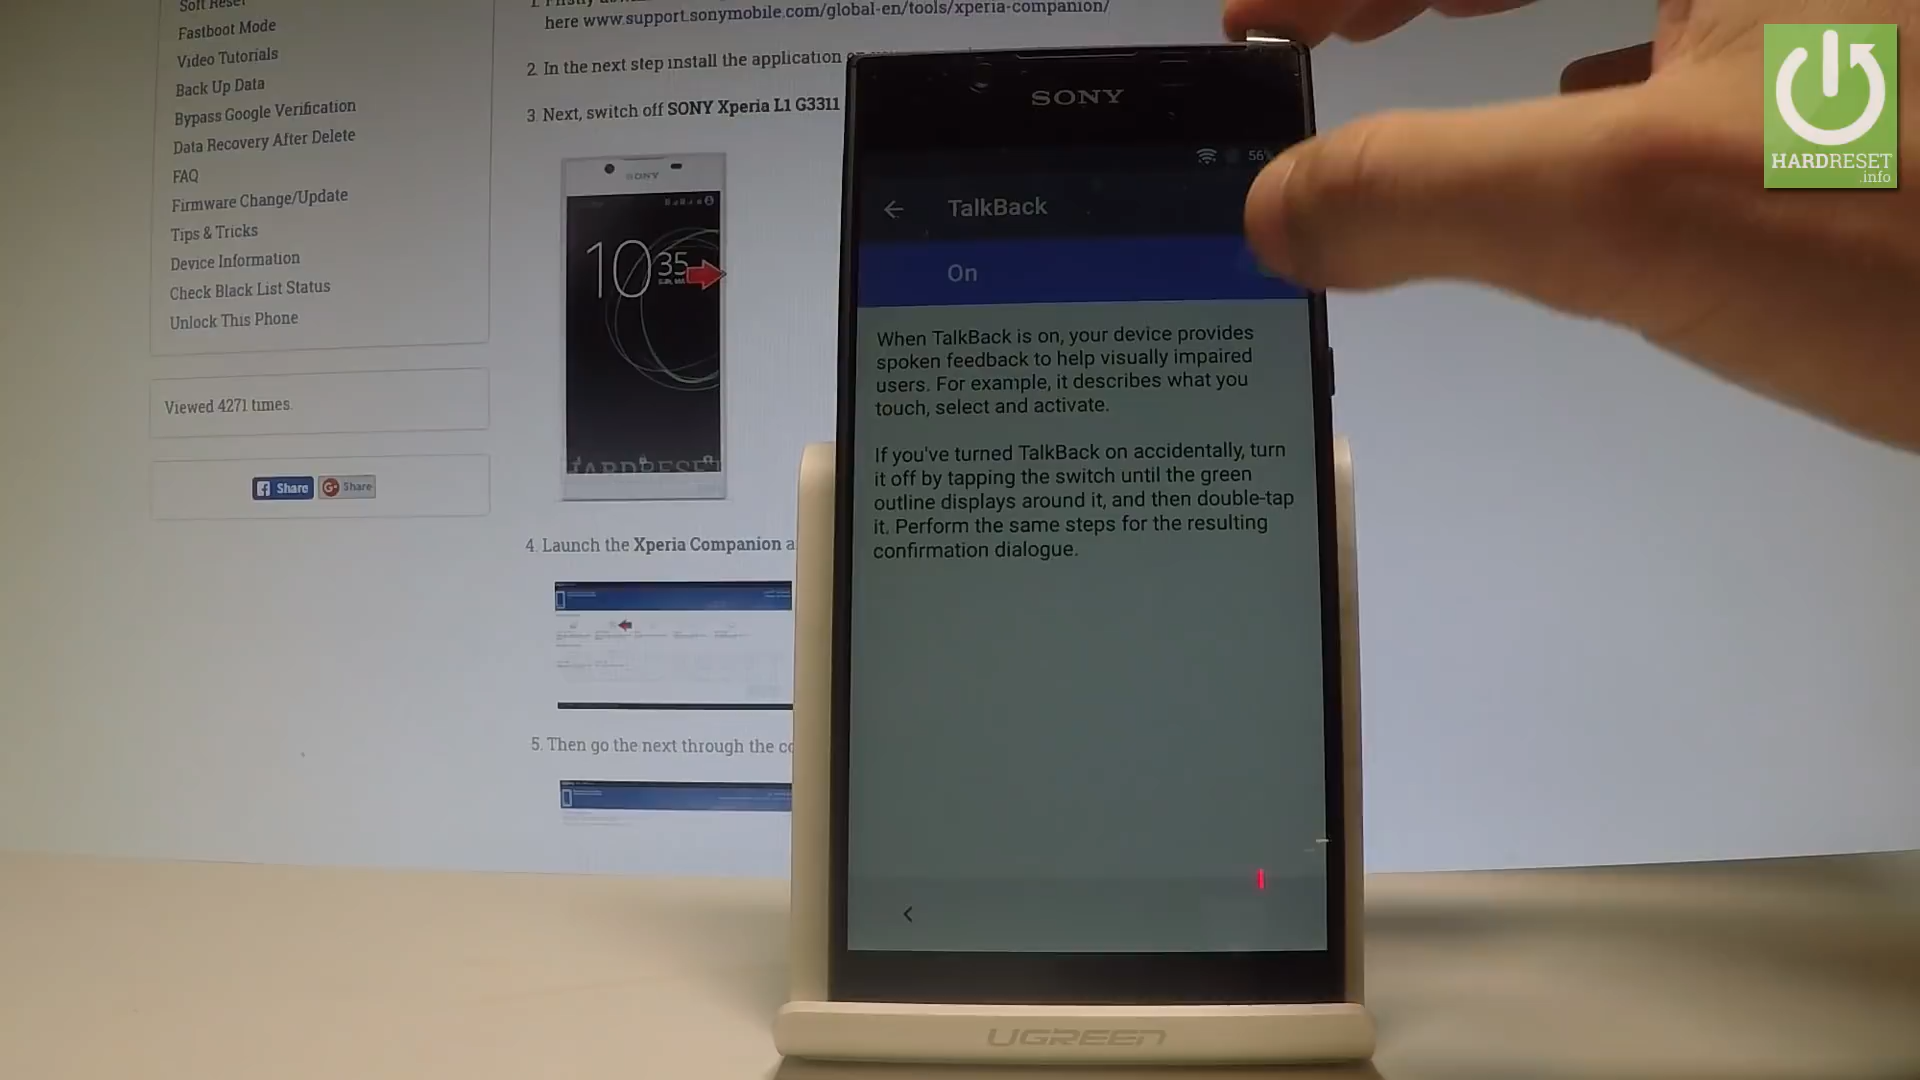 Soft Reset
Fastboot Mode
Video Tutorials
Back Up Data
Bypass Google Verification
Data Recovery After Delete
FAQ
Firmware Change/Update
Tips & Tricks
Device Information
Check Black List Status
Unlock This Phone
Viewed 4271 times.
Share
Share
here www.support.sonymobile.com/global-en/tools/xperia-companion/
2. In the next step install the application
3. Next, switch off SONY Xperia L1 G3311
SONY
10 35
HARDRESET
4. Launch the Xperia Companion
5. Then go the next through the
SONY
56%
TalkBack
On
When TalkBack is on, your device provides
spoken feedback to help visually impaired
users. For example, it describes what you
touch, select and activate.
If you've turned TalkBack on accidentally, turn
it off by tapping the switch until the green
outline displays around it, and then double-tap
it. Perform the same steps for the resulting
confirmation dialogue.
UGREEN
HARDRESET
.info